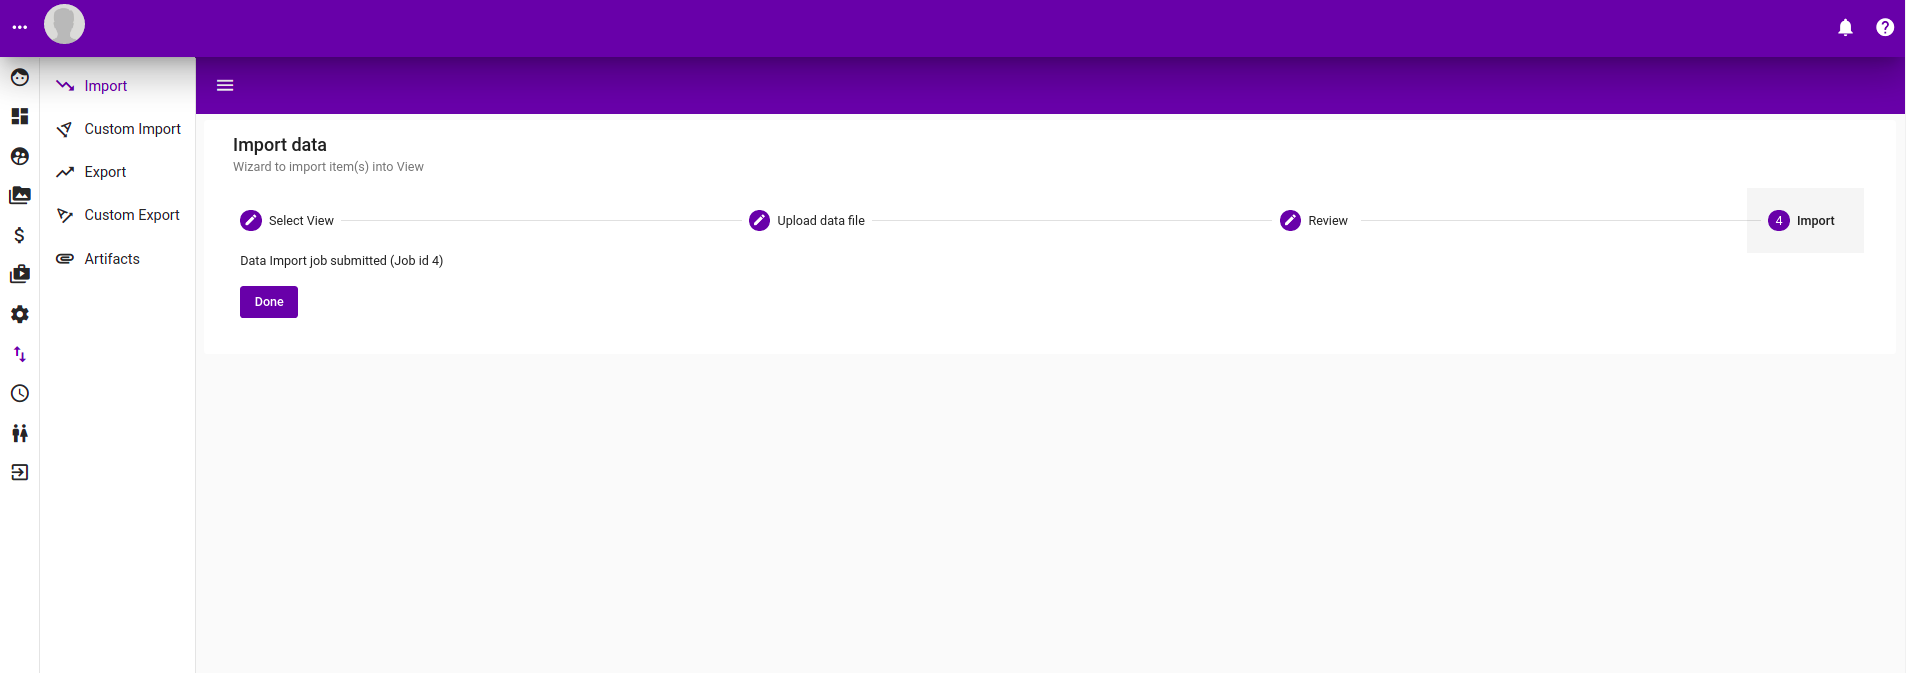 Import
Custom Import
Export
Custom Export
Artifacts
Import data
Wizard to import item(s) into View
Select View
Upload data file
Review
4 Import
Data Import job submitted (Job id 4)
Done